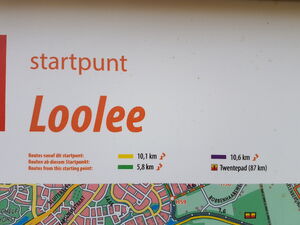 startpunt
Loolee
Routes vanaf dit startpunt:
Routen ab diesem Startpunkt:
Routes from this starting point:
10,1 km
5,8 km
10,6 km
Twentepad (87 km)